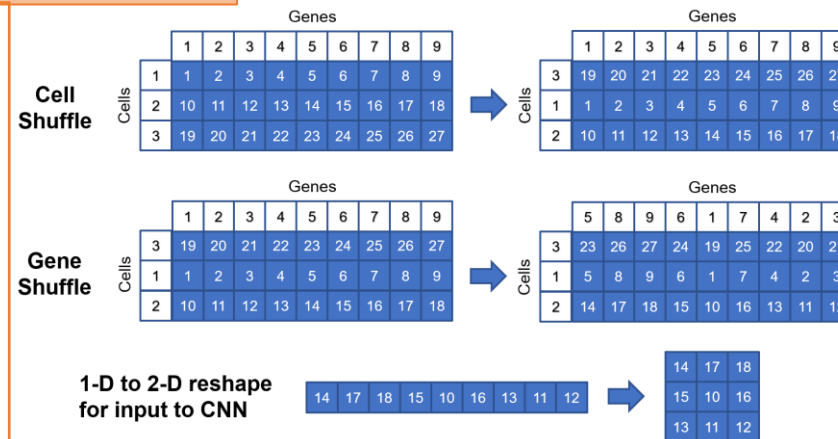 Genes Genes
1 2 3 4 5 6 7 8 9 1 2 3 4 5 6 7 8 9
Cell Shuffle Cells 1 1 2 3 4 5 6 7 8 9 Cells 3 19 20 21 22 23 24 25 26
2 10 11 12 13 14 15 16 17 18 1 1 2 3 4 5 6 7 8 9
3 19 20 21 22 23 24 25 26 27 2 10 11 12 13 14 15 16 17
Genes Genes
1 2 3 4 5 6 7 8 9 5 8 9 6 1 7 4 2 3
Gene Shuffle Cells 3 19 20 21 22 23 24 25 26 27 Cells 3 23 26 27 24 19 25 22 20
1 1 2 3 4 5 6 7 8 9 1 5 8 9 6 1 7 4 2 3
2 10 11 12 13 14 15 16 17 18 2 14 17 18 15 10 16 13 11
1-D to 2-D reshape
for input to CNN
14 17 18 15 10 16 13 11 12
14 17 18
15 10 16
13 11 12